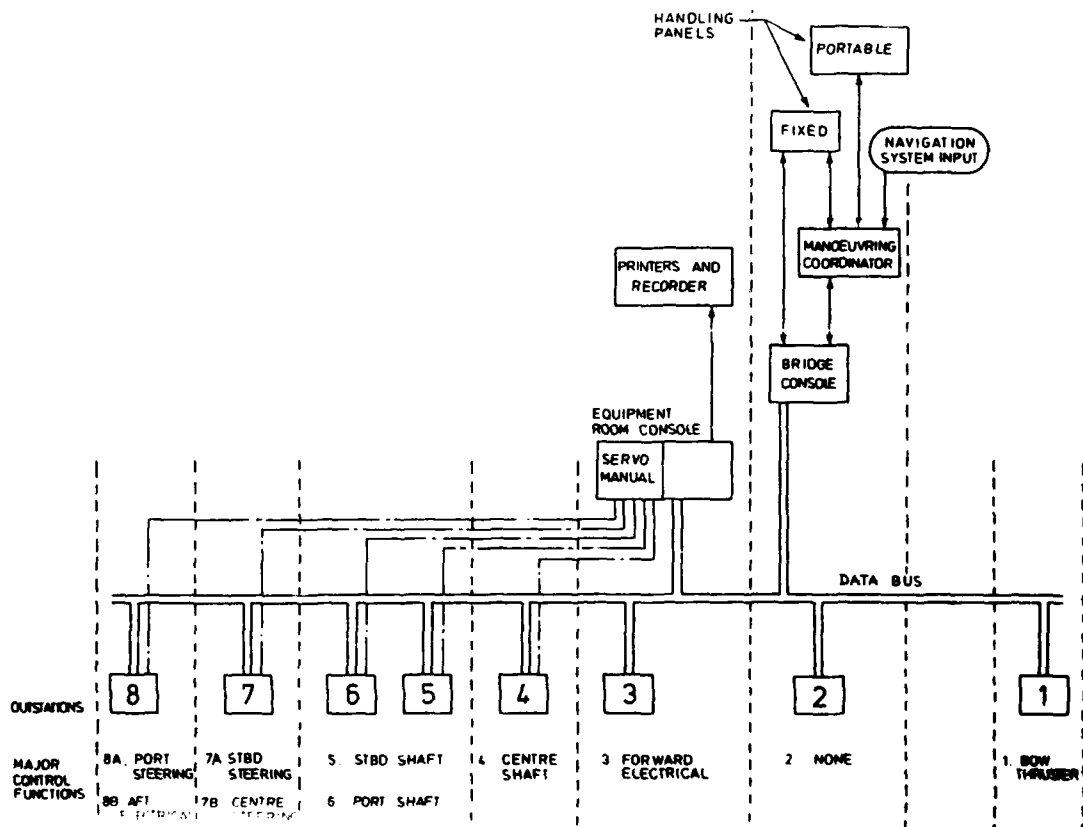 HANDLING
PANELS
PORTABLE
FIXED
NAVIGATION
SYSTEM INPUT
MANOEUVRING
COORDINATOR
PRINTERS AND
RECORDER
BRIDGE
CONSOLE
EQUIPMENT
ROOM CONSOLE
SERVO
MANUAL
DATA BUS
OUTSTATIONS
8
7
6
5
4
3
2
1
MAJOR
CONTROL
FUNCTIONS
8A. PORT
STEERING
8B AFT
ELECTRICAL
7A STBD
STEERING
7B CENTRE
STEERING
5. STBD SHAFT
6 PORT SHAFT
4 CENTRE
SHAFT
3 FORWARD
ELECTRICAL
2 NONE
1. BOW
THRUSTER